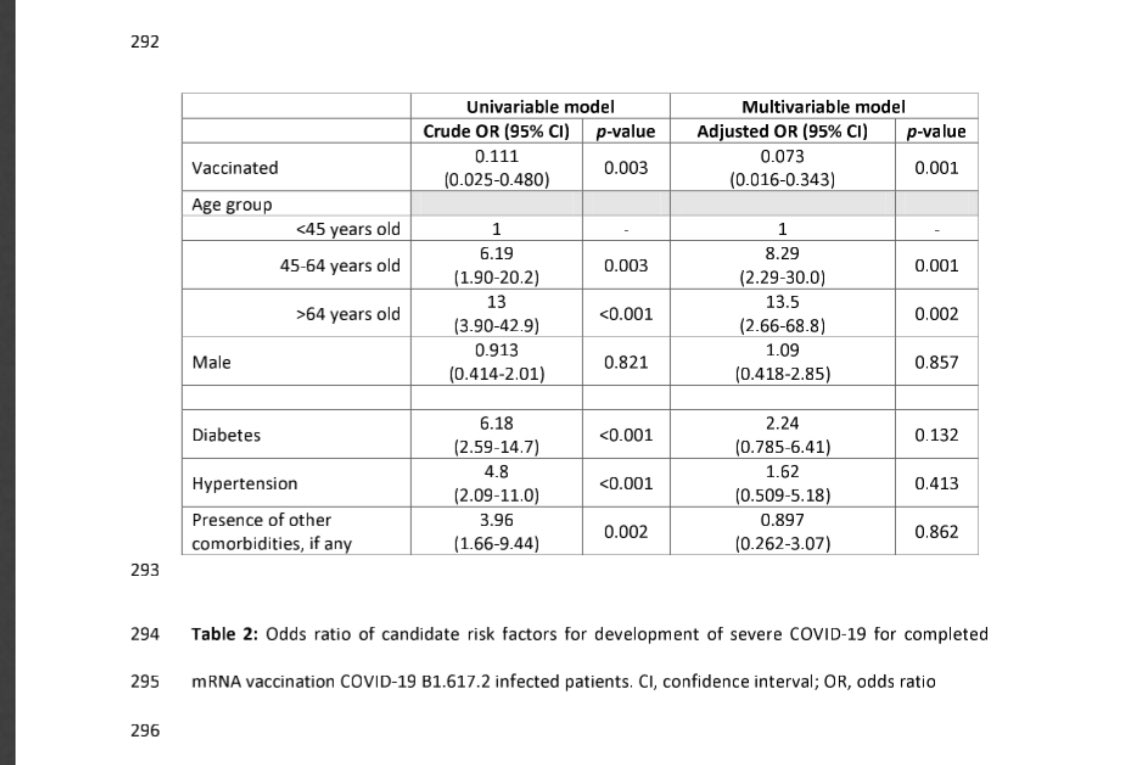 292
Univariable model Multivariable model
Crude OR (95% CI) p-value Adjusted OR (95% CI) p-value
Vaccinated 0.111 (0.025-0.480) 0.003 0.073 (0.016-0.343) 0.001
Age group
<45 years old 1 - 1 -
45-64 years old 6.19 (1.90-20.2) 0.003 8.29 (2.29-30.0) 0.001
>64 years old 13 (3.90-42.9) <0.001 13.5 (2.66-68.8) 0.002
Male 0.913 (0.414-2.01) 0.821 1.09 (0.418-2.85) 0.857
Diabetes 6.18 (2.59-14.7) <0.001 2.24 (0.785-6.41) 0.132
Hypertension 4.8 (2.09-11.0) <0.001 1.62 (0.509-5.18) 0.413
Presence of other comorbidities, if any 3.96 (1.66-9.44) 0.002 0.897 (0.262-3.07) 0.862
293
294 Table 2: Odds ratio of candidate risk factors for development of severe COVID-19 for completed
295 mRNA vaccination COVID-19 B1.617.2 infected patients. CI, confidence interval; OR, odds ratio
296